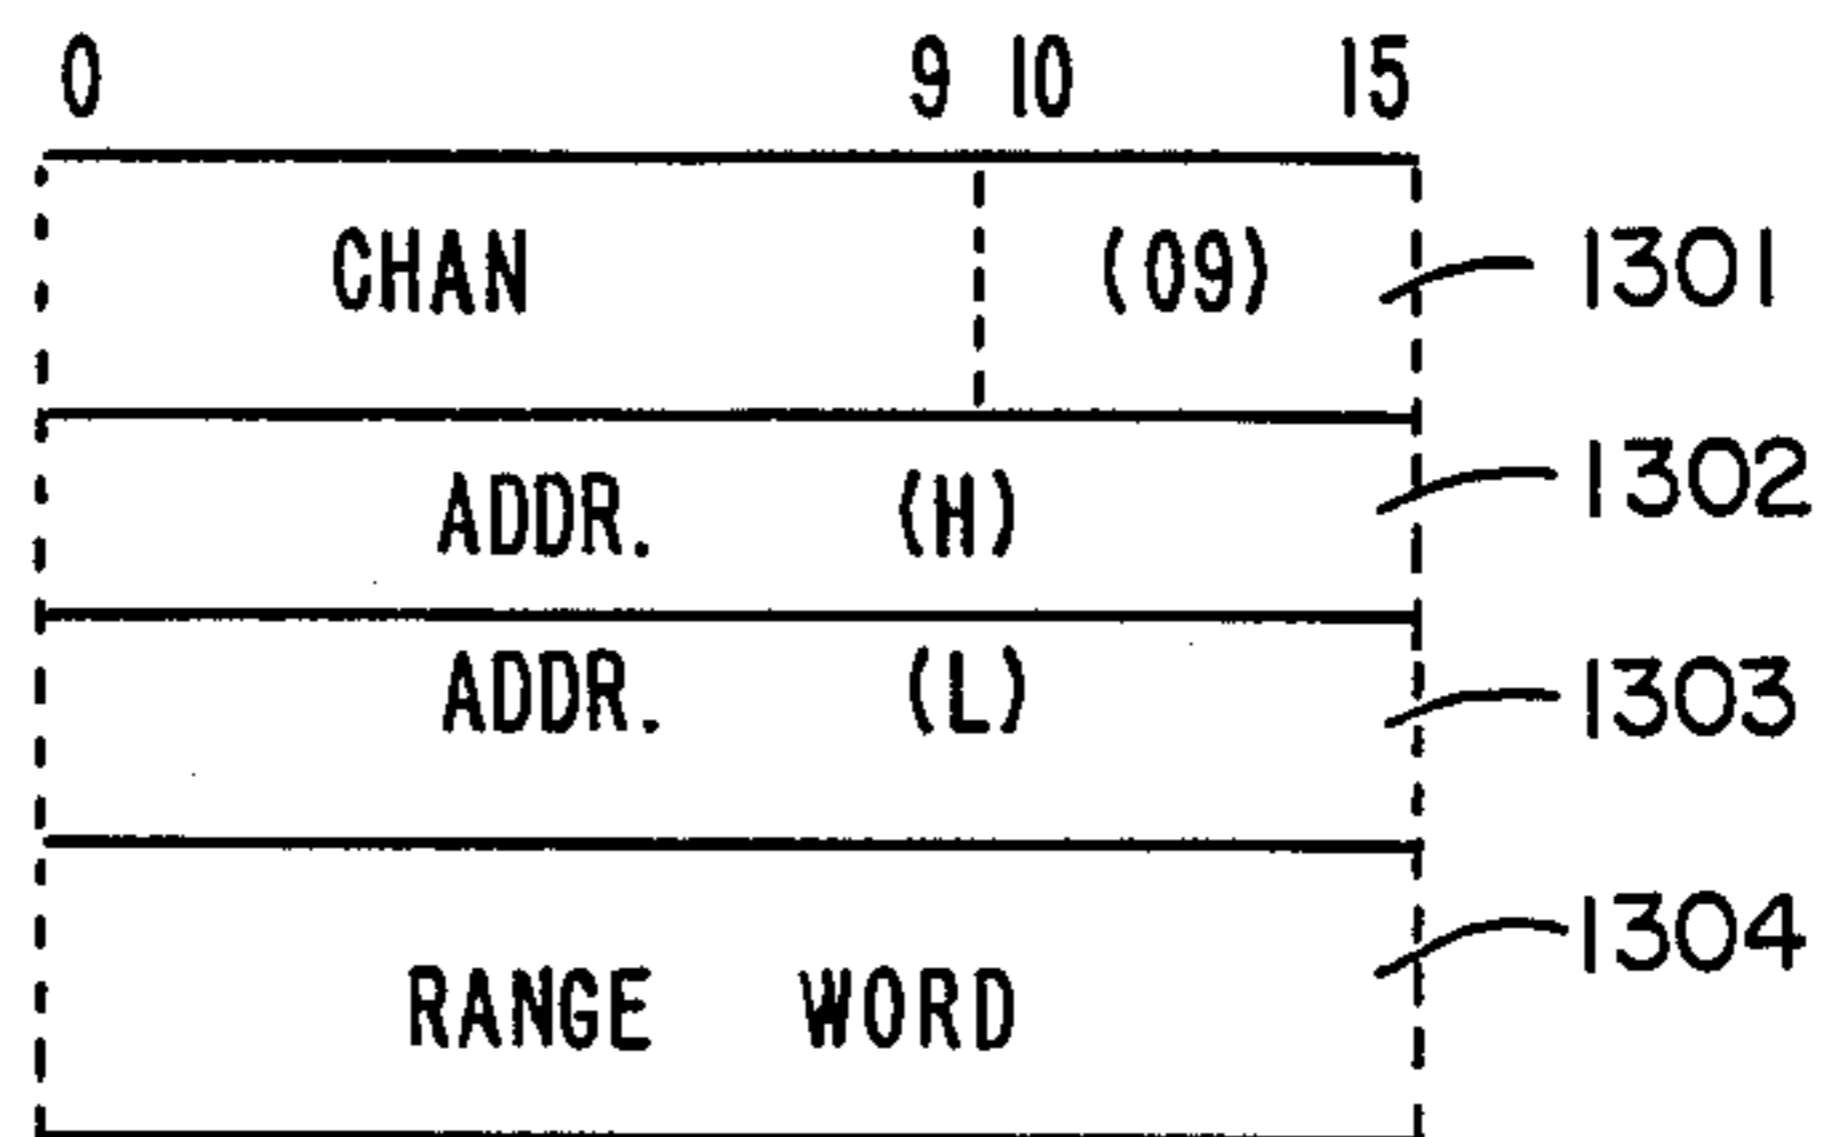 0 9 10 15
CHAN (09) 1301
ADDR. (H) 1302
ADDR. (L) 1303
RANGE WORD 1304